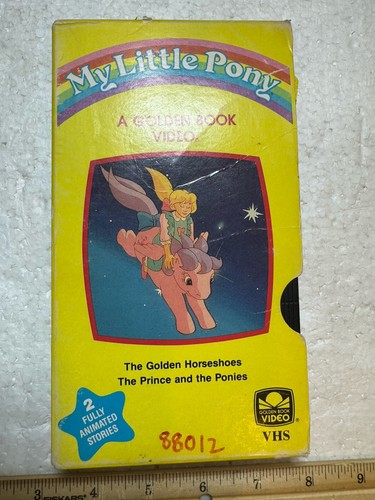 My Little Pony
A GOLDEN BOOK
VIDEO
The Golden Horseshoes
The Prince and the Ponies
2
FULLY
ANIMATED
STORIES
GOLDEN BOOK
VIDEO®
VHS
88012
3 4 5 6 7 8 9
FISKARS®